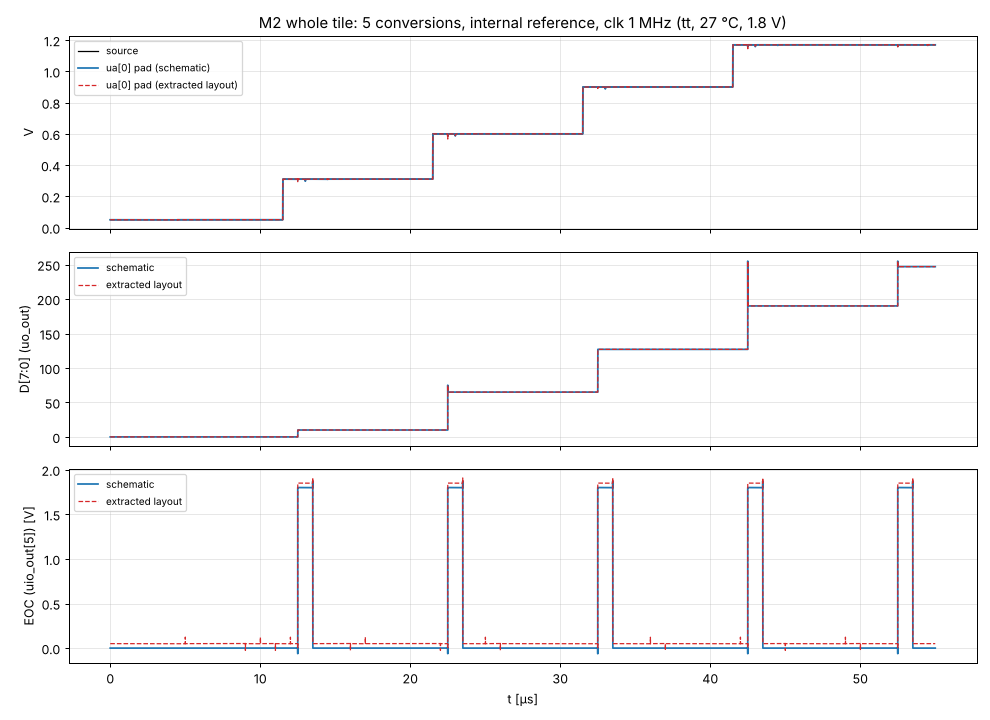 M2 whole tile: 5 conversions, internal reference, clk 1 MHz (tt, 27 °C, 1.8 V)
1.2
1.0
0.8
0.6
0.4
0.2
0.0
V
source
ua[0] pad (schematic)
ua[0] pad (extracted layout)
250
200
150
100
50
0
D[7:0] (uo_out)
schematic
extracted layout
2.0
1.5
1.0
0.5
0.0
EOC (uio_out[5]) [V]
schematic
extracted layout
0 10 20 30 40 50
t [µs]